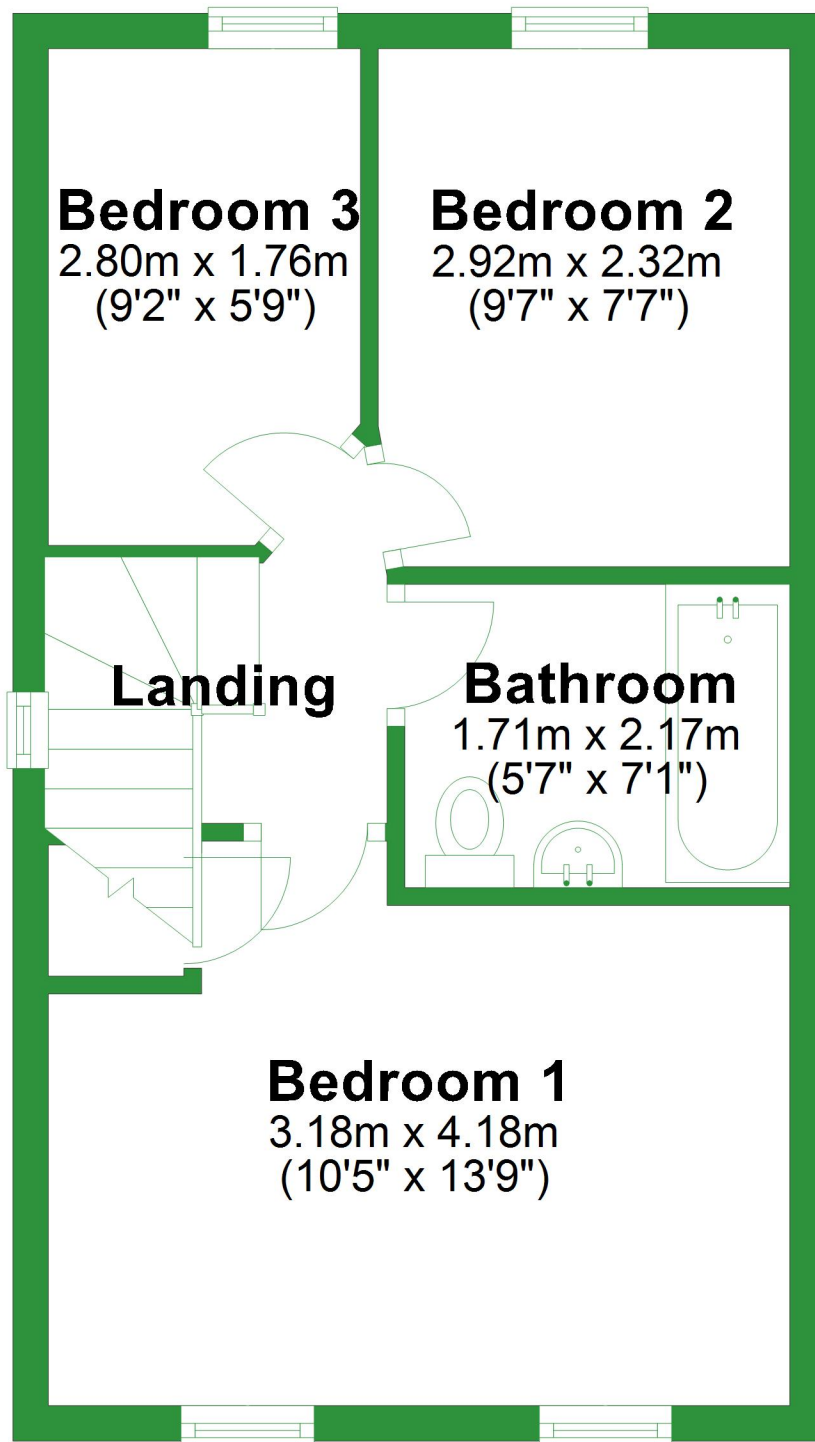 Bedroom 3
2.80m x 1.76m
(9'2" x 5'9")
Bedroom 2
2.92m x 2.32m
(9'7" x 7'7")
Landing
Bathroom
1.71m x 2.17m
(5'7" x 7'1")
Bedroom 1
3.18m x 4.18m
(10'5" x 13'9")